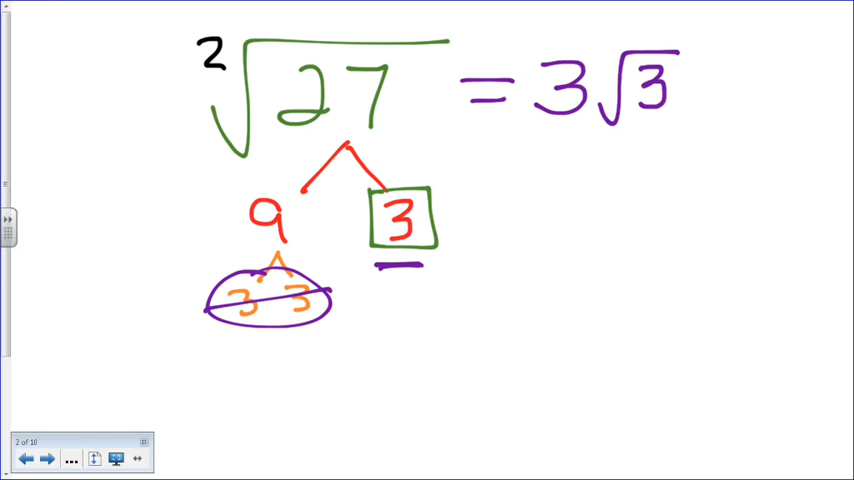 ²√27 = 3√3
9 3
3 3
2 of 10
...